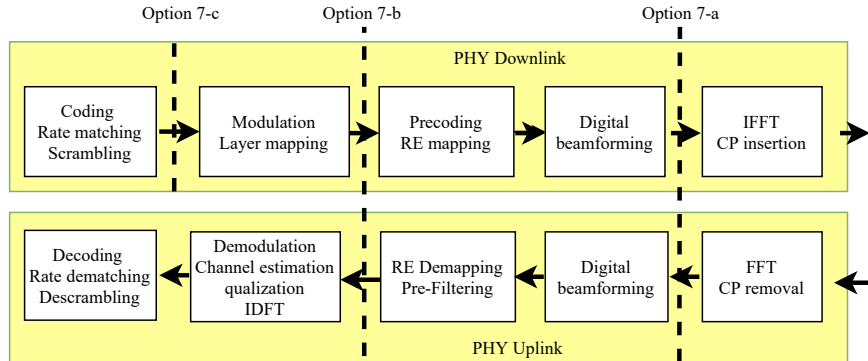 Option 7-c
Option 7-b
Option 7-a
PHY Downlink
Coding
Rate matching
Scrambling
Modulation
Layer mapping
Precoding
RE mapping
Digital
beamforming
IFFT
CP insertion
Decoding
Rate dematching
Descrambling
Demodulation
Channel estimation
qualization
IDFT
RE Demapping
Pre-Filtering
Digital
beamforming
FFT
CP removal
PHY Uplink